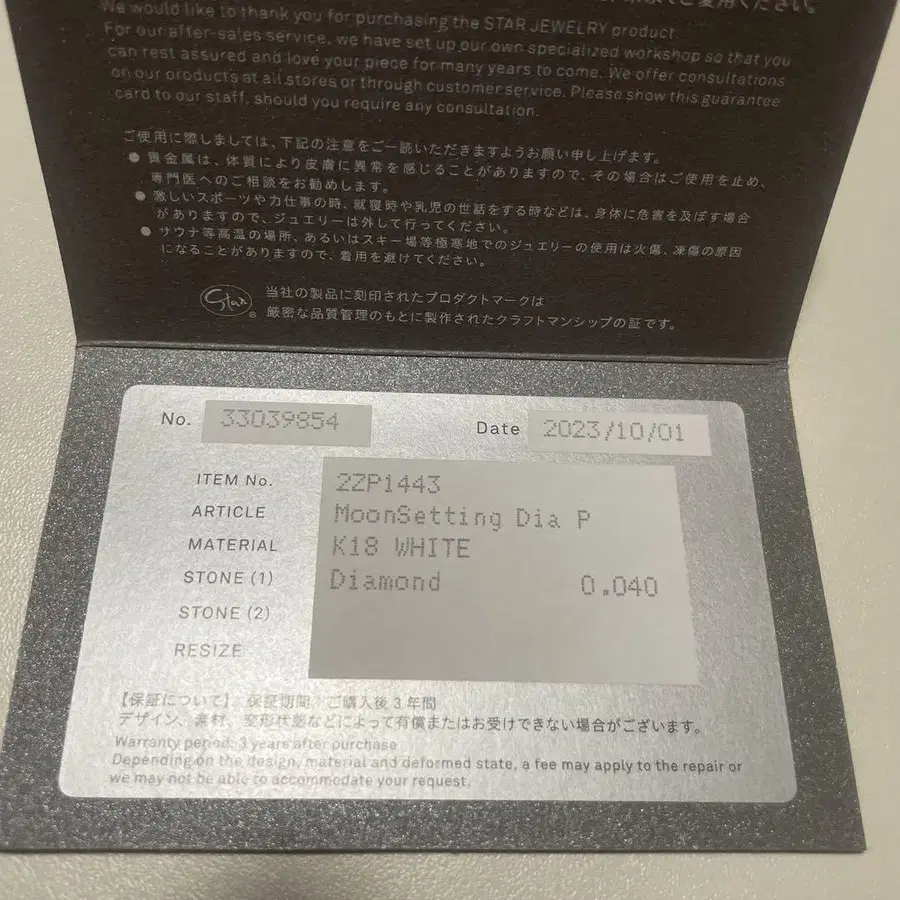 ご使用ください。
We would like to thank you for purchasing the STAR JEWELRY product.
For our after-sales service, we have set up our own specialized workshop so that you
can rest assured and love your piece for many years to come. We offer consultations
on our products at all stores or through customer service. Please show this guarantee
card to our staff, should you require any consultation.
ご使用に際しましては、下記の注意をご一読いただきますようお願い申し上げます。
● 貴金属は、体質により皮膚に異常を感じることがありますので、その場合はご使用を止め、
専門医へのご相談をお勧めします。
● 激しいスポーツや力仕事の時、就寝時や乳児の世話をする時などは、身体に危害を及ぼす場合
がありますので、ジュエリーは外して行ってください。
● サウナ等高温の場所、あるいはスキー場等極寒地でのジュエリーの使用は火傷、凍傷の原因
になることがありますので、着用を避けてください。
Star ® 当社の製品に刻印されたプロダクトマークは
厳密な品質管理のもとに製作されたクラフトマンシップの証です。
No. 33039854 Date 2023/10/01
ITEM No. 2ZP1443
ARTICLE MoonSetting Dia P
MATERIAL K18 WHITE
STONE (1) Diamond 0.040
STONE (2)
RESIZE
【保証について】 保証期間：ご購入後3年間
デザイン、素材、変形状態などによって有償またはお受けできない場合がございます。
Warranty period: 3 years after purchase
Depending on the design, material and deformed state, a fee may apply to the repair or
we may not be able to accommodate your request.